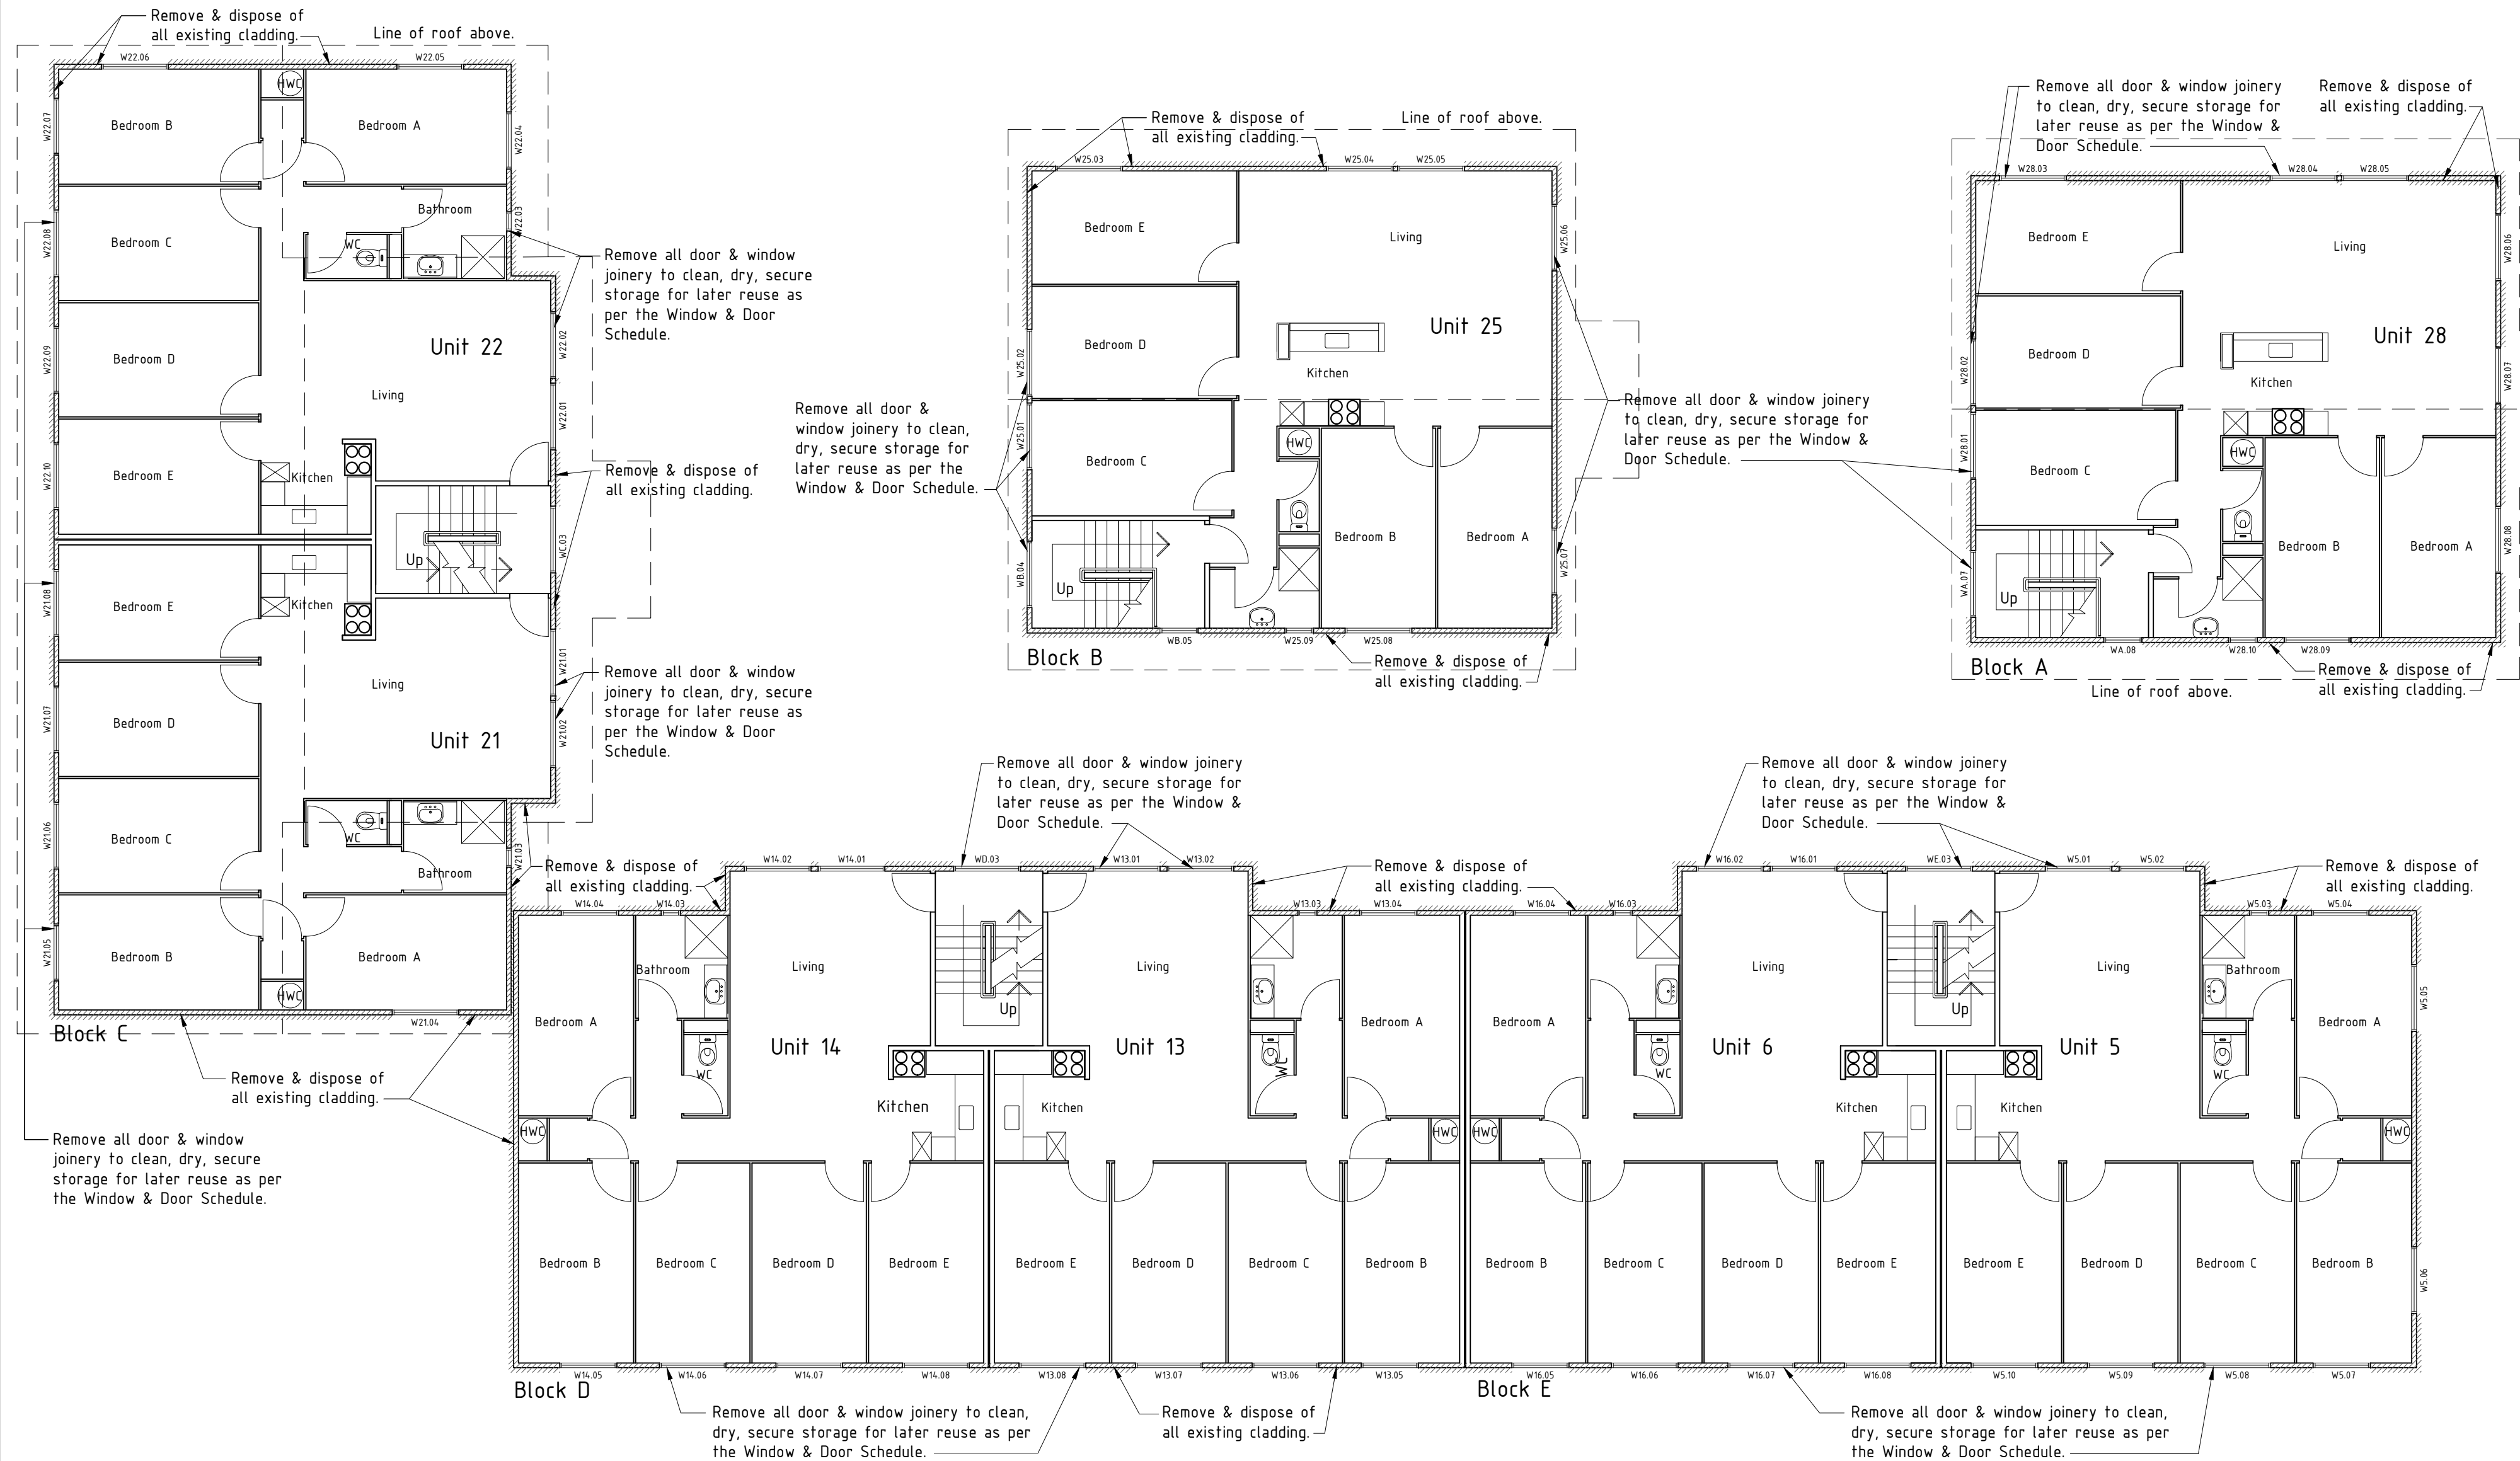 Remove & dispose of
all existing cladding.
Line of roof above.
W22.06
W22.05
HWC
W22.07
Bedroom B
Bedroom A
W22.04
Bathroom
W22.03
WC
W22.08
Bedroom C
Remove all door & window
joinery to clean, dry, secure
storage for later reuse as
per the Window & Door
Schedule.
W22.09
Bedroom D
Unit 22
W22.02
Living
W22.01
W22.10
Bedroom E
Kitchen
Remove & dispose of
all existing cladding.
Up
WC.03
W21.08
Bedroom E
Kitchen
W21.01
Living
Remove all door & window
joinery to clean, dry, secure
storage for later reuse as
per the Window & Door
Schedule.
W21.07
Bedroom D
Unit 21
W21.02
W21.06
Bedroom C
WC
W21.03
Bathroom
W21.05
Bedroom B
Bedroom A
HWC
W21.04
Block C
Remove & dispose of
all existing cladding.
Remove all door & window
joinery to clean, dry, secure
storage for later reuse as per
the Window & Door Schedule.
Remove & dispose of
all existing cladding.
Line of roof above.
W25.03
W25.04
W25.05
Bedroom E
Living
W25.06
Unit 25
W25.02
Bedroom D
Kitchen
Remove all door &
window joinery to clean,
dry, secure storage for
later reuse as per the
Window & Door Schedule.
W25.01
HWC
Bedroom C
Bedroom B
Bedroom A
WB.04
Up
W25.07
WB.05
W25.09
W25.08
Block B
Remove & dispose of
all existing cladding.
Remove all door & window joinery
to clean, dry, secure storage for
later reuse as per the Window &
Door Schedule.
Remove all door & window joinery
to clean, dry, secure storage for
later reuse as per the Window &
Door Schedule.
Remove & dispose of
all existing cladding.
W28.03
W28.04
W28.05
Bedroom E
Living
W28.06
Unit 28
W28.02
Bedroom D
Kitchen
W28.07
W28.01
HWC
Bedroom C
Bedroom B
Bedroom A
W28.08
WA.07
Up
WA.08
W28.10
W28.09
Block A
Line of roof above.
Remove & dispose of
all existing cladding.
Remove & dispose of
all existing cladding.
Remove all door & window joinery
to clean, dry, secure storage for
later reuse as per the Window &
Door Schedule.
W14.02
W14.01
WD.03
W13.01
W13.02
Remove & dispose of
all existing cladding.
W14.04
W14.03
W13.03
W13.04
Bathroom
Living
Living
Up
Bedroom A
Unit 14
Unit 13
Bedroom A
WC
WC
Kitchen
Kitchen
HWC
HWC
Bedroom B
Bedroom C
Bedroom D
Bedroom E
Bedroom E
Bedroom D
Bedroom C
Bedroom B
W14.05
W14.06
W14.07
W14.08
W13.08
W13.07
W13.06
W13.05
Block D
Remove all door & window joinery to clean,
dry, secure storage for later reuse as per
the Window & Door Schedule.
Remove & dispose of
all existing cladding.
Remove all door & window joinery
to clean, dry, secure storage for
later reuse as per the Window &
Door Schedule.
W16.02
W16.01
WE.03
W5.01
W5.02
Remove & dispose of
all existing cladding.
W16.04
W16.03
W5.03
W5.04
Living
Living
Bathroom
W5.05
Up
Bedroom A
Unit 6
Unit 5
Bedroom A
WC
WC
Kitchen
Kitchen
HWC
HWC
Bedroom B
Bedroom C
Bedroom D
Bedroom E
Bedroom E
Bedroom D
Bedroom C
Bedroom B
W5.06
W16.05
W16.06
W16.07
W16.08
W5.10
W5.09
W5.08
W5.07
Block E
Remove all door & window joinery to clean,
dry, secure storage for later reuse as per
the Window & Door Schedule.